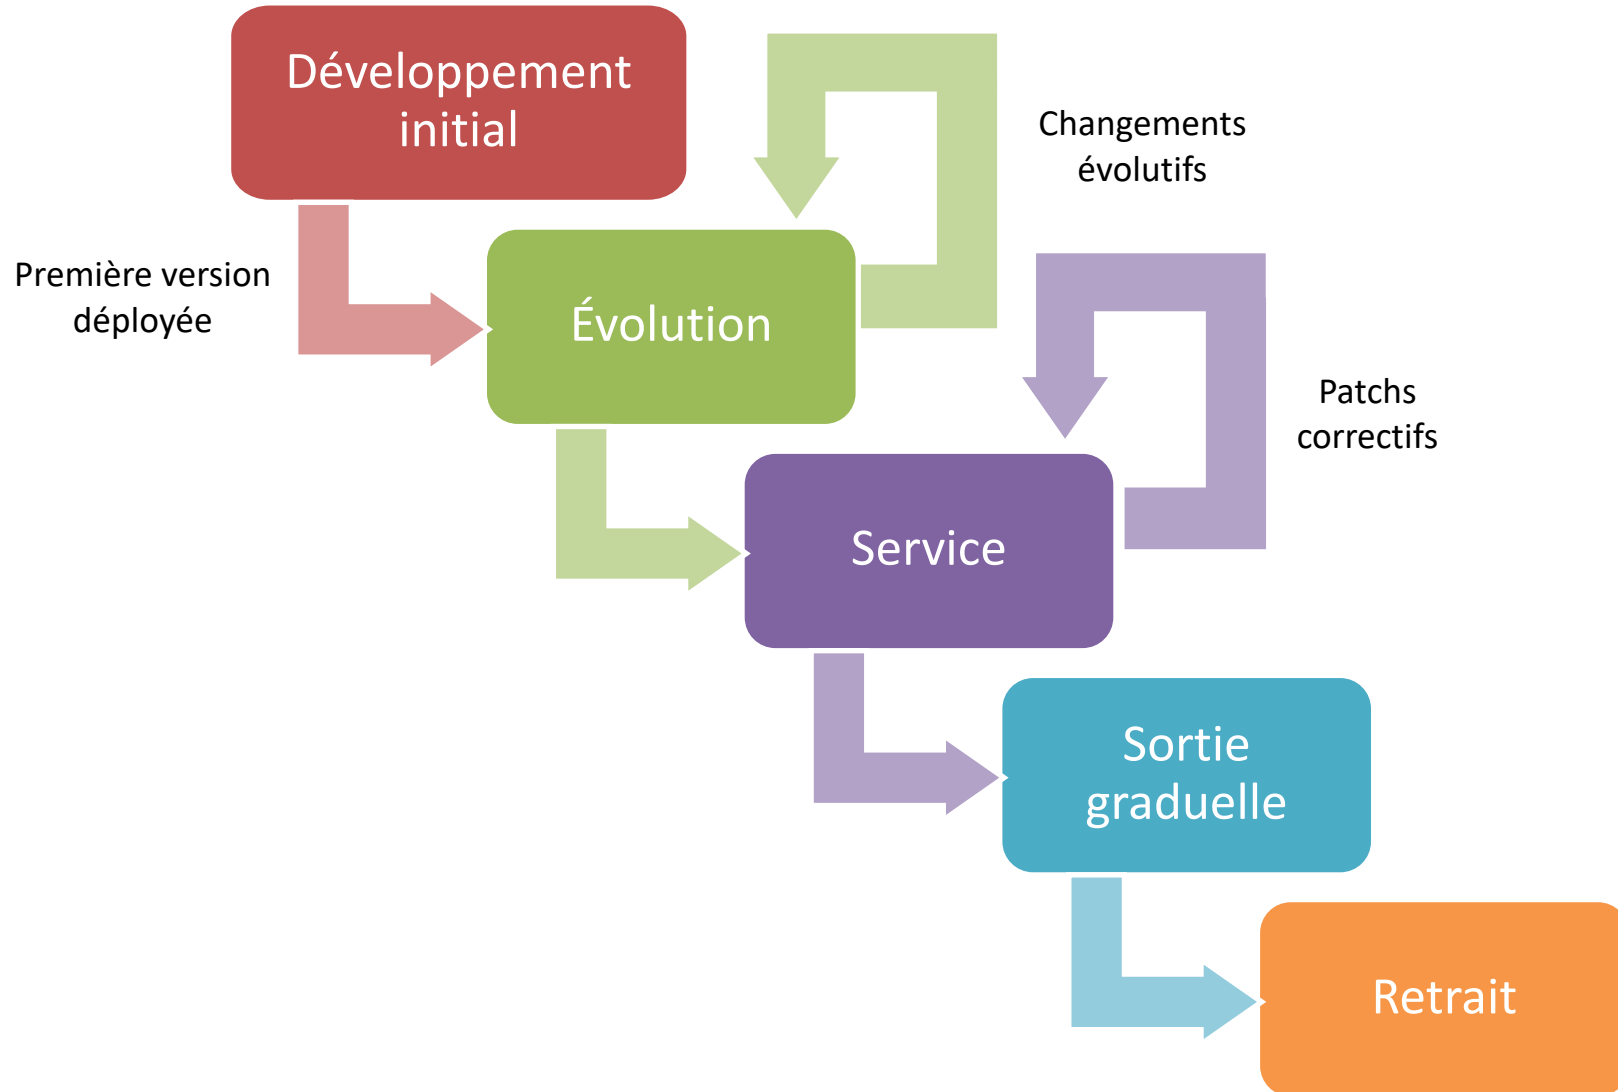 Développement
initial
Changements
évolutifs
Première version
déployée
Évolution
Patchs
correctifs
Service
Sortie
graduelle
Retrait